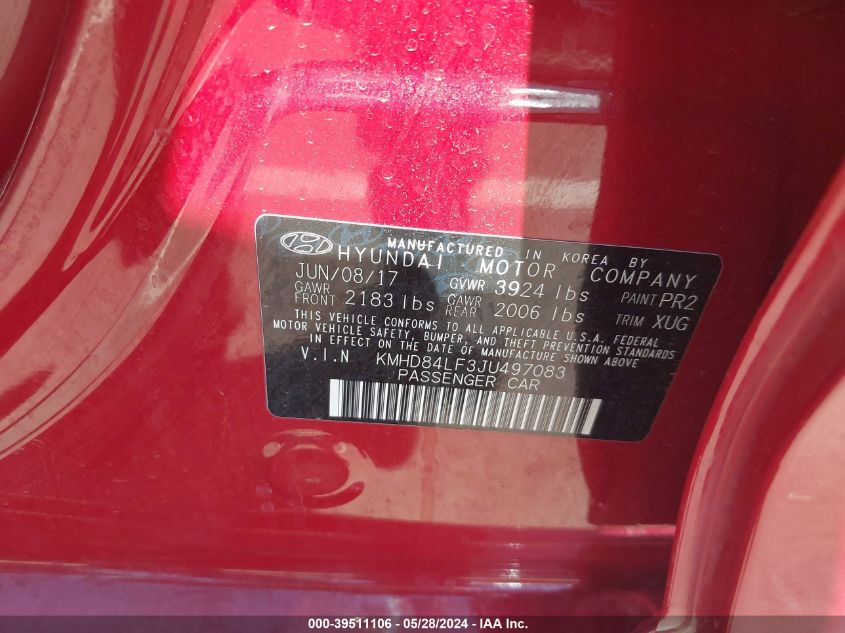 MANUFACTURED IN KOREA BY
HYUNDAI MOTOR COMPANY
JUN/08/17 GVWR 3924 lbs PAINT PR2
GAWR FRONT 2183 lbs GAWR REAR 2006 lbs TRIM XUG
THIS VEHICLE CONFORMS TO ALL APPLICABLE U.S.A. FEDERAL
MOTOR VEHICLE SAFETY, BUMPER, AND THEFT PREVENTION STANDARDS
IN EFFECT ON THE DATE OF MANUFACTURE SHOWN ABOVE.
V.I.N KMHD84LF3JU497083
PASSENGER CAR
000-39511106 - 05/28/2024 - IAA Inc.